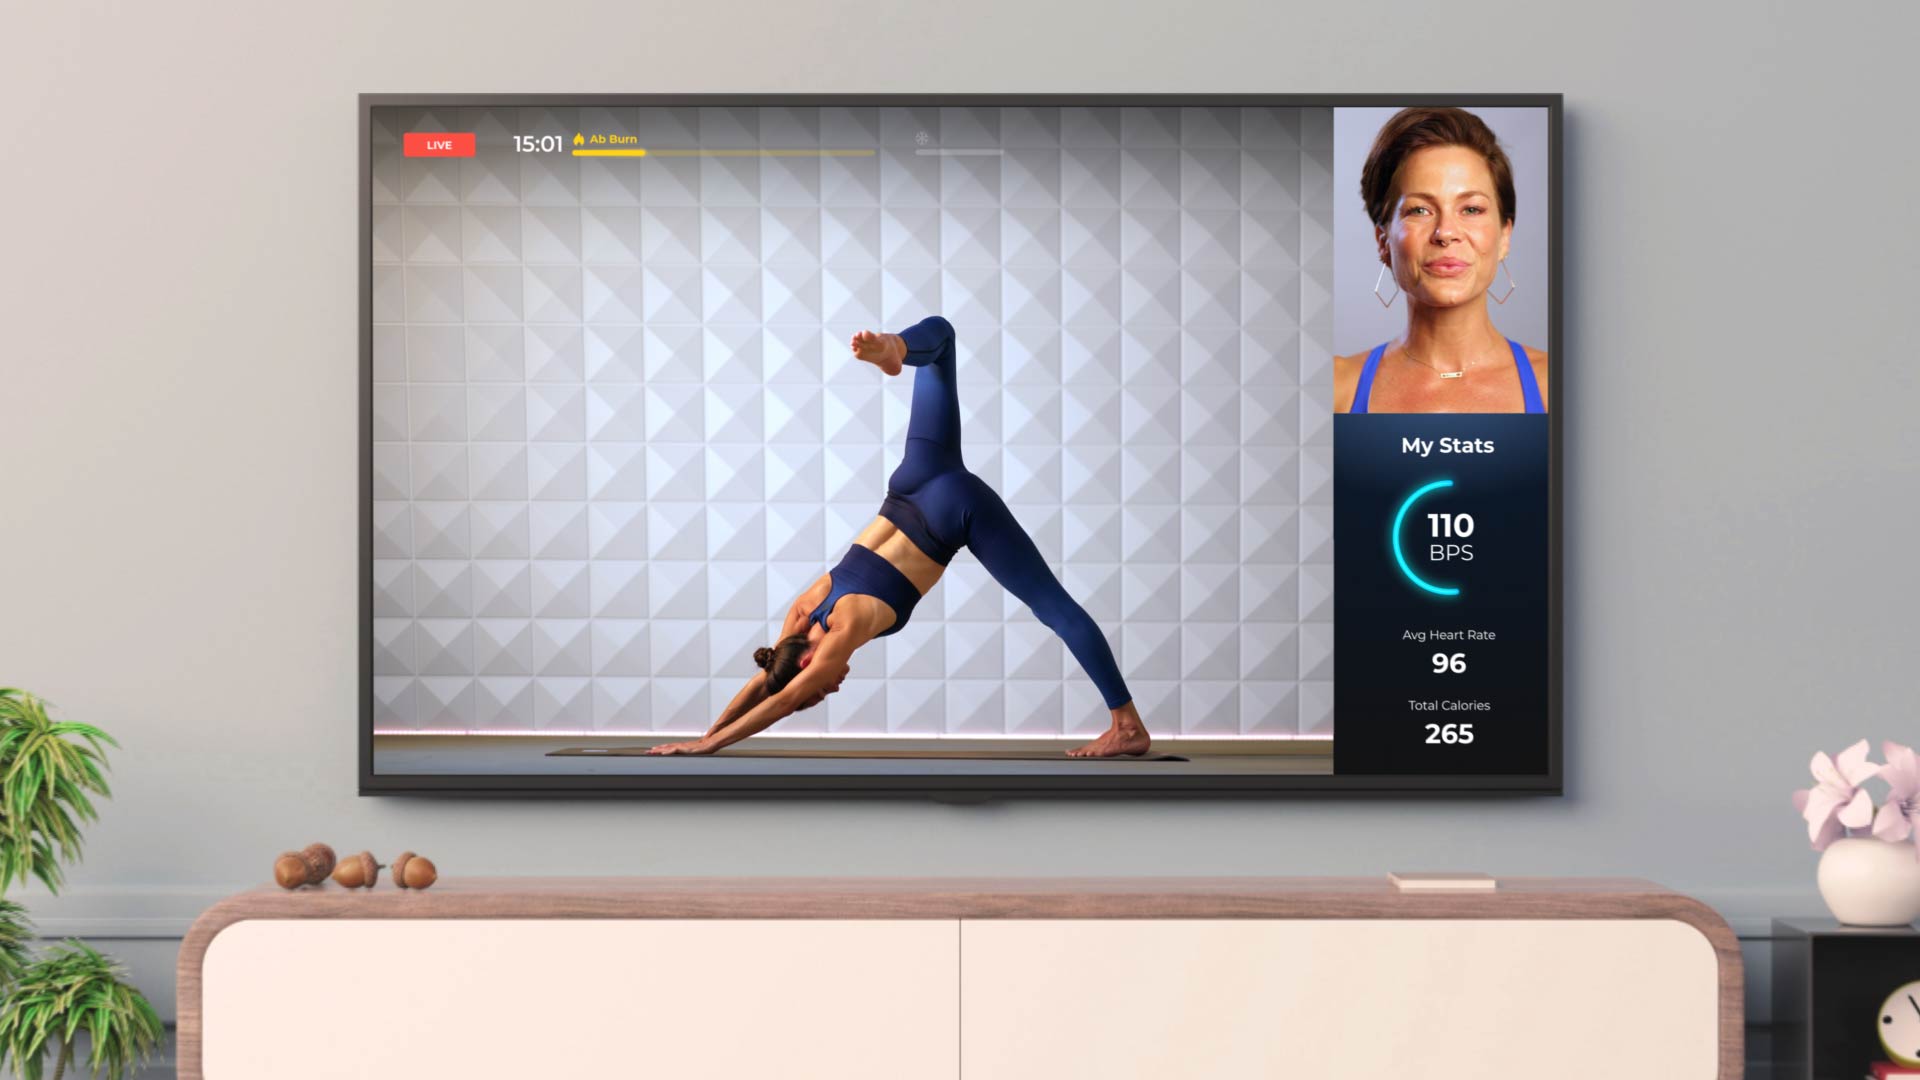 LIVE
15:01
Ab Burn
My Stats
110
BPS
Avg Heart Rate
96
Total Calories
265